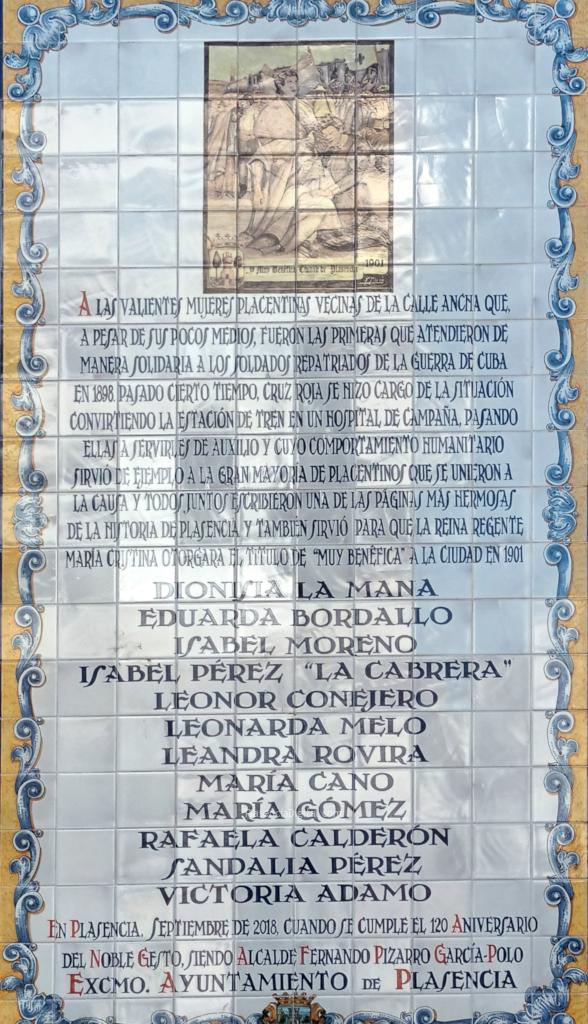 Y Muy Benéfica Ciudad de Plasencia
1901
A LAS VALIENTES MUJERES PLACENTINAS VECINAS DE LA CALLE ANCHA QUE,
A PESAR DE SUS POCOS MEDIOS, FUERON LAS PRIMERAS QUE ATENDIERON DE
MANERA SOLIDARIA A LOS SOLDADOS REPATRIADOS DE LA GUERRA DE CUBA
EN 1898. PASADO CIERTO TIEMPO, CRUZ ROJA SE HIZO CARGO DE LA SITUACIÓN
CONVIRTIENDO LA ESTACIÓN DE TREN EN UN HOSPITAL DE CAMPAÑA, PASANDO
ELLAS A SERVIRLES DE AUXILIO Y CUYO COMPORTAMIENTO HUMANITARIO
SIRVIÓ DE EJEMPLO A LA GRAN MAYORÍA DE PLACENTINOS QUE SE UNIERON A
LA CAUSA Y TODOS JUNTOS ESCRIBIERON UNA DE LAS PÁGINAS MÁS HERMOSAS
DE LA HISTORIA DE PLASENCIA Y TAMBIÉN SIRVIÓ PARA QUE LA REINA REGENTE
MARÍA CRISTINA OTORGARA EL TÍTULO DE "MUY BENÉFICA" A LA CIUDAD EN 1901
DIONISIA LA MANA
EDUARDA BORDALLO
ISABEL MORENO
ISABEL PÉREZ "LA CABRERA"
LEONOR CONEJERO
LEONARDA MELO
LEANDRA ROVIRA
MARÍA CANO
MARÍA GÓMEZ
RAFAELA CALDERÓN
SANDALIA PÉREZ
VICTORIA ADAMO
EN PLASENCIA, SEPTIEMBRE DE 2018, CUANDO SE CUMPLE EL 120 ANIVERSARIO
DEL NOBLE GESTO, SIENDO ALCALDE FERNANDO PIZARRO GARCÍA-POLO
EXCMO. AYUNTAMIENTO DE PLASENCIA